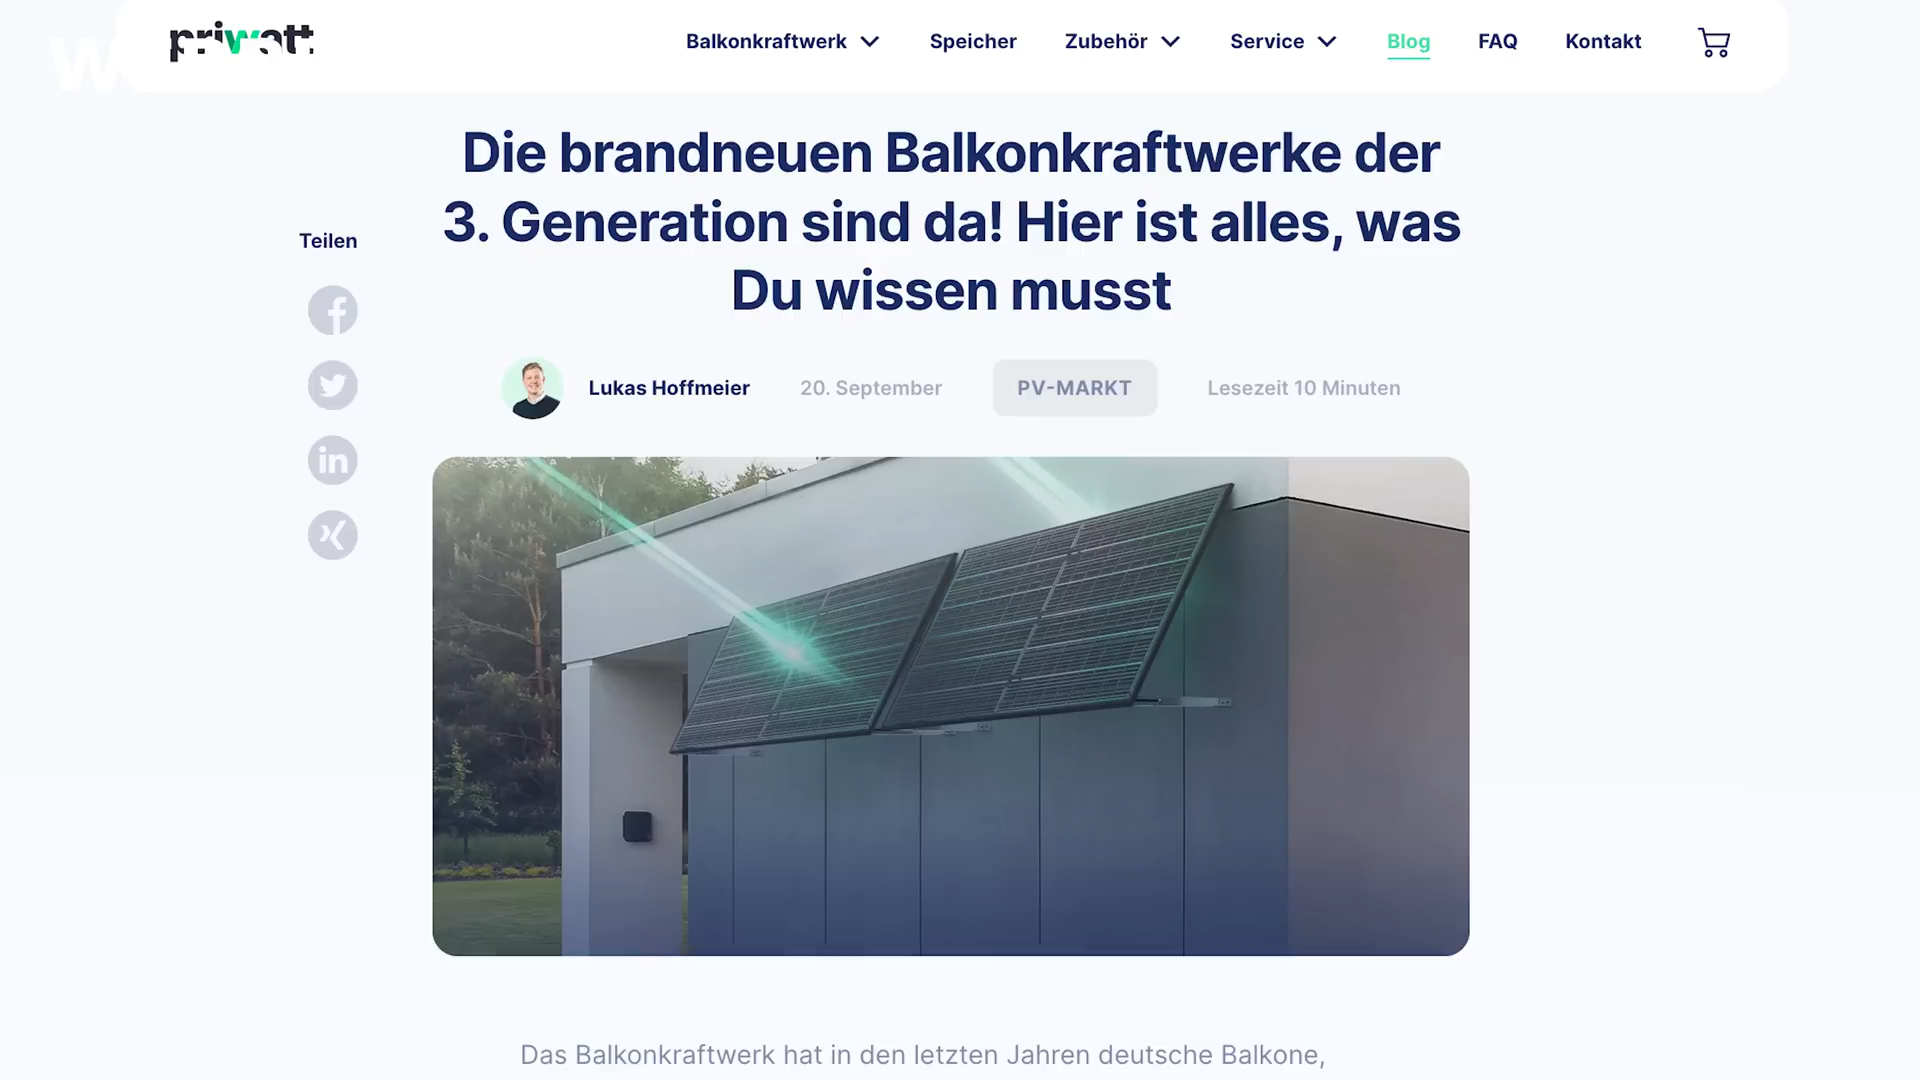 priwatt
Balkonkraftwerk
Speicher
Zubehör
Service
Blog
FAQ
Kontakt
Die brandneuen Balkonkraftwerke der
3. Generation sind da! Hier ist alles, was
Du wissen musst
Teilen
Lukas Hoffmeier
20. September
PV-MARKT
Lesezeit 10 Minuten
Das Balkonkraftwerk hat in den letzten Jahren deutsche Balkone,